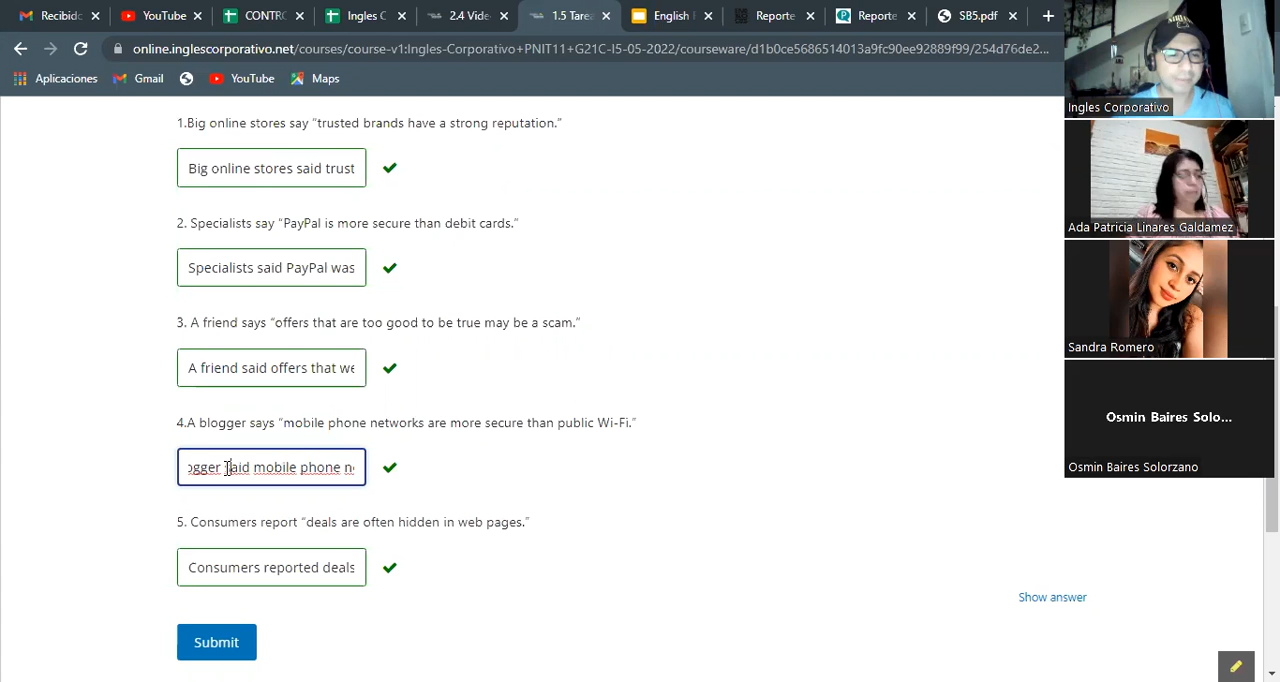 Recibido
YouTube
CONTRO
Ingles C
2.4 Vide
1.5 Tarea
English F
Reporte
Reporte
SB5.pdf
online.inglescorporativo.net/courses/course-v1:Ingles-Corporativo+PNIT11+G21C-I5-05-2022/courseware/d1b0ce5686514013a9fc90ee92889f99/254d76de2...
Aplicaciones
Gmail
YouTube
Maps
1.Big online stores say “trusted brands have a strong reputation.”
Big online stores said trust
2. Specialists say “PayPal is more secure than debit cards.”
Specialists said PayPal was
3. A friend says “offers that are too good to be true may be a scam.”
A friend said offers that we
4.A blogger says “mobile phone networks are more secure than public Wi-Fi.”
ogger said mobile phone ne
5. Consumers report “deals are often hidden in web pages.”
Consumers reported deals
Show answer
Submit
Ingles Corporativo
Ada Patricia Linares Galdamez
Sandra Romero
Osmin Baires Solo...
Osmin Baires Solorzano